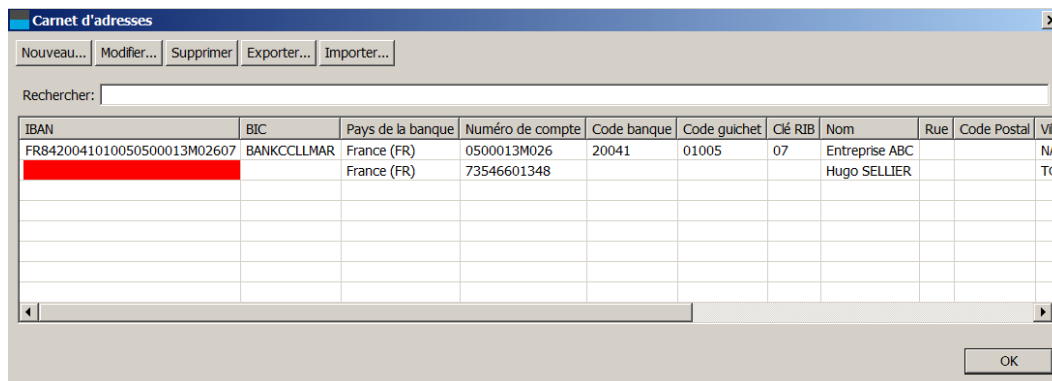 Carnet d'adresses
Nouveau... Modifier... Supprimer Exporter... Importer...
Rechercher:
IBAN BIC Pays de la banque Numéro de compte Code banque Code guichet Clé RIB Nom Rue Code Postal
FR8420041010050500013M02607 BANKCCLLMAR France (FR) 0500013M026 20041 01005 07 Entreprise ABC
France (FR) 73546601348 Hugo SELLIER
OK